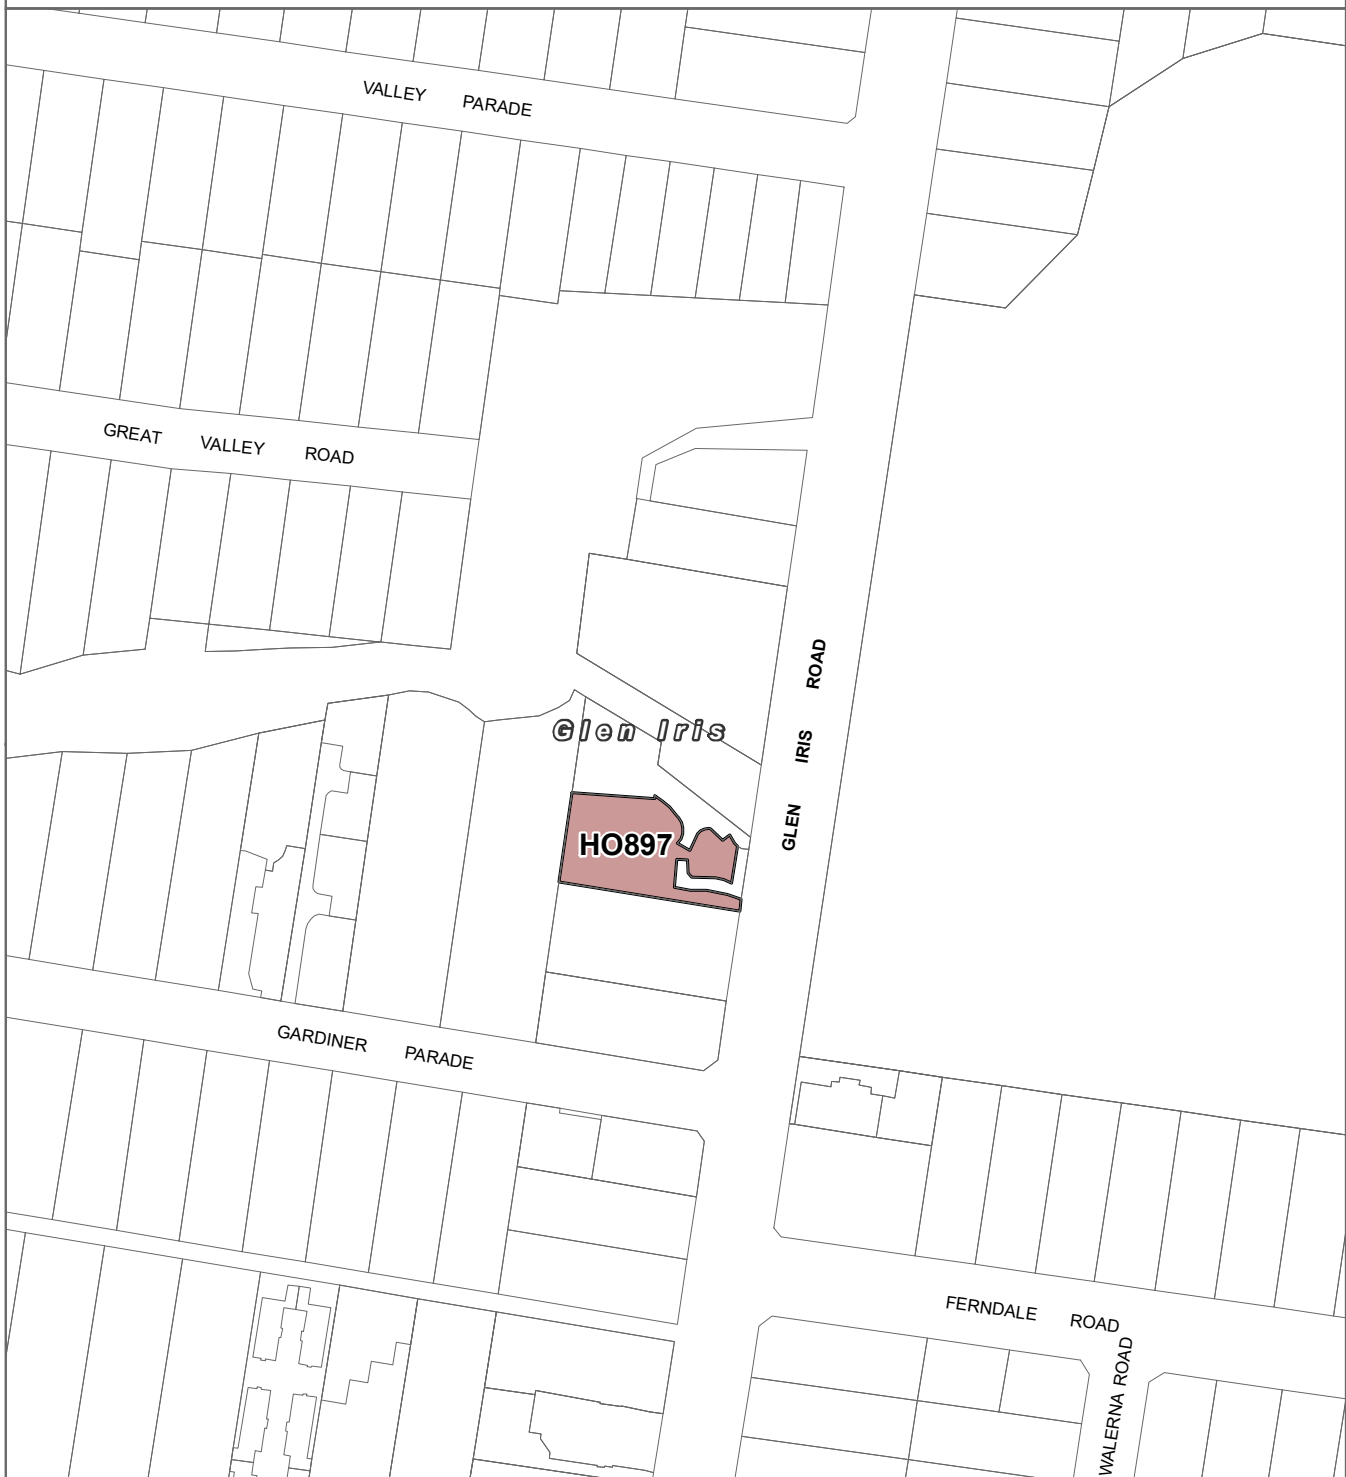 VALLEY PARADE
GREAT VALLEY ROAD
GLEN IRIS ROAD
Glen Iris
HO897
GARDINER PARADE
FERNDALE ROAD
WALERNA ROAD